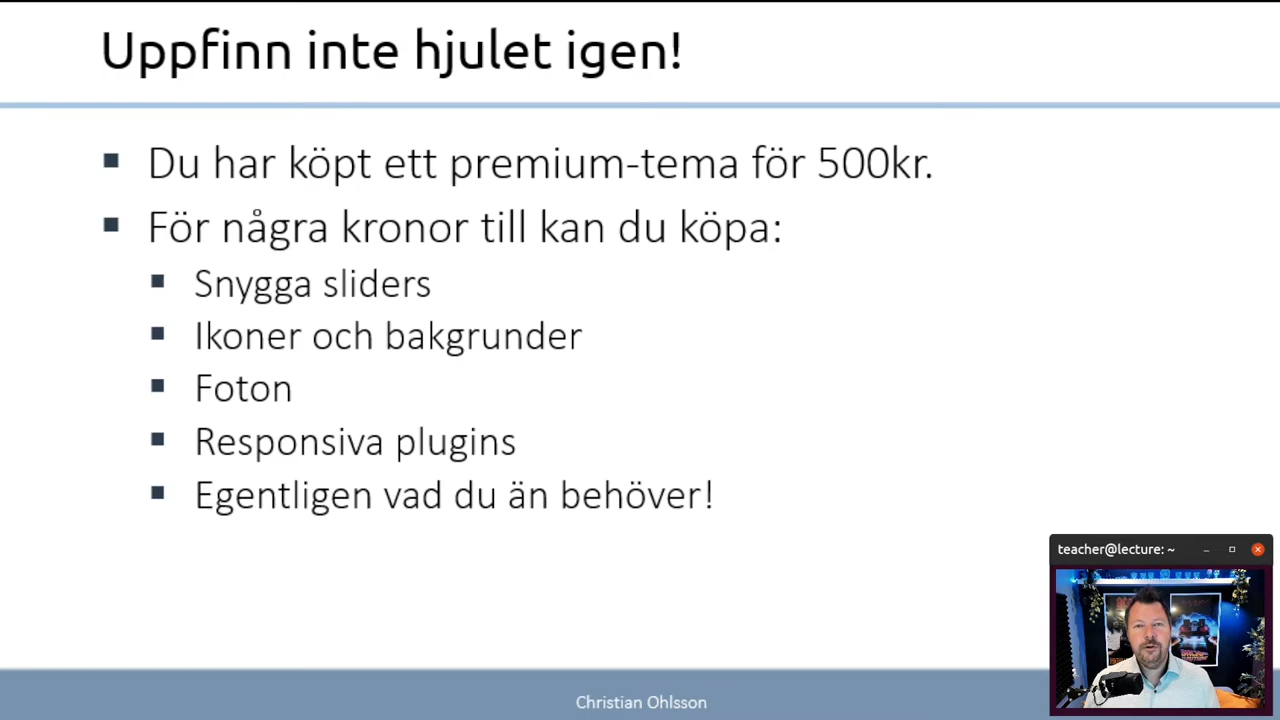 Uppfinn inte hjulet igen!
Du har köpt ett premium-tema för 500kr.
För några kronor till kan du köpa:
Snygga sliders
Ikoner och bakgrunder
Foton
Responsiva plugins
Egentligen vad du än behöver!
teacher@lecture: ~
Christian Ohlsson